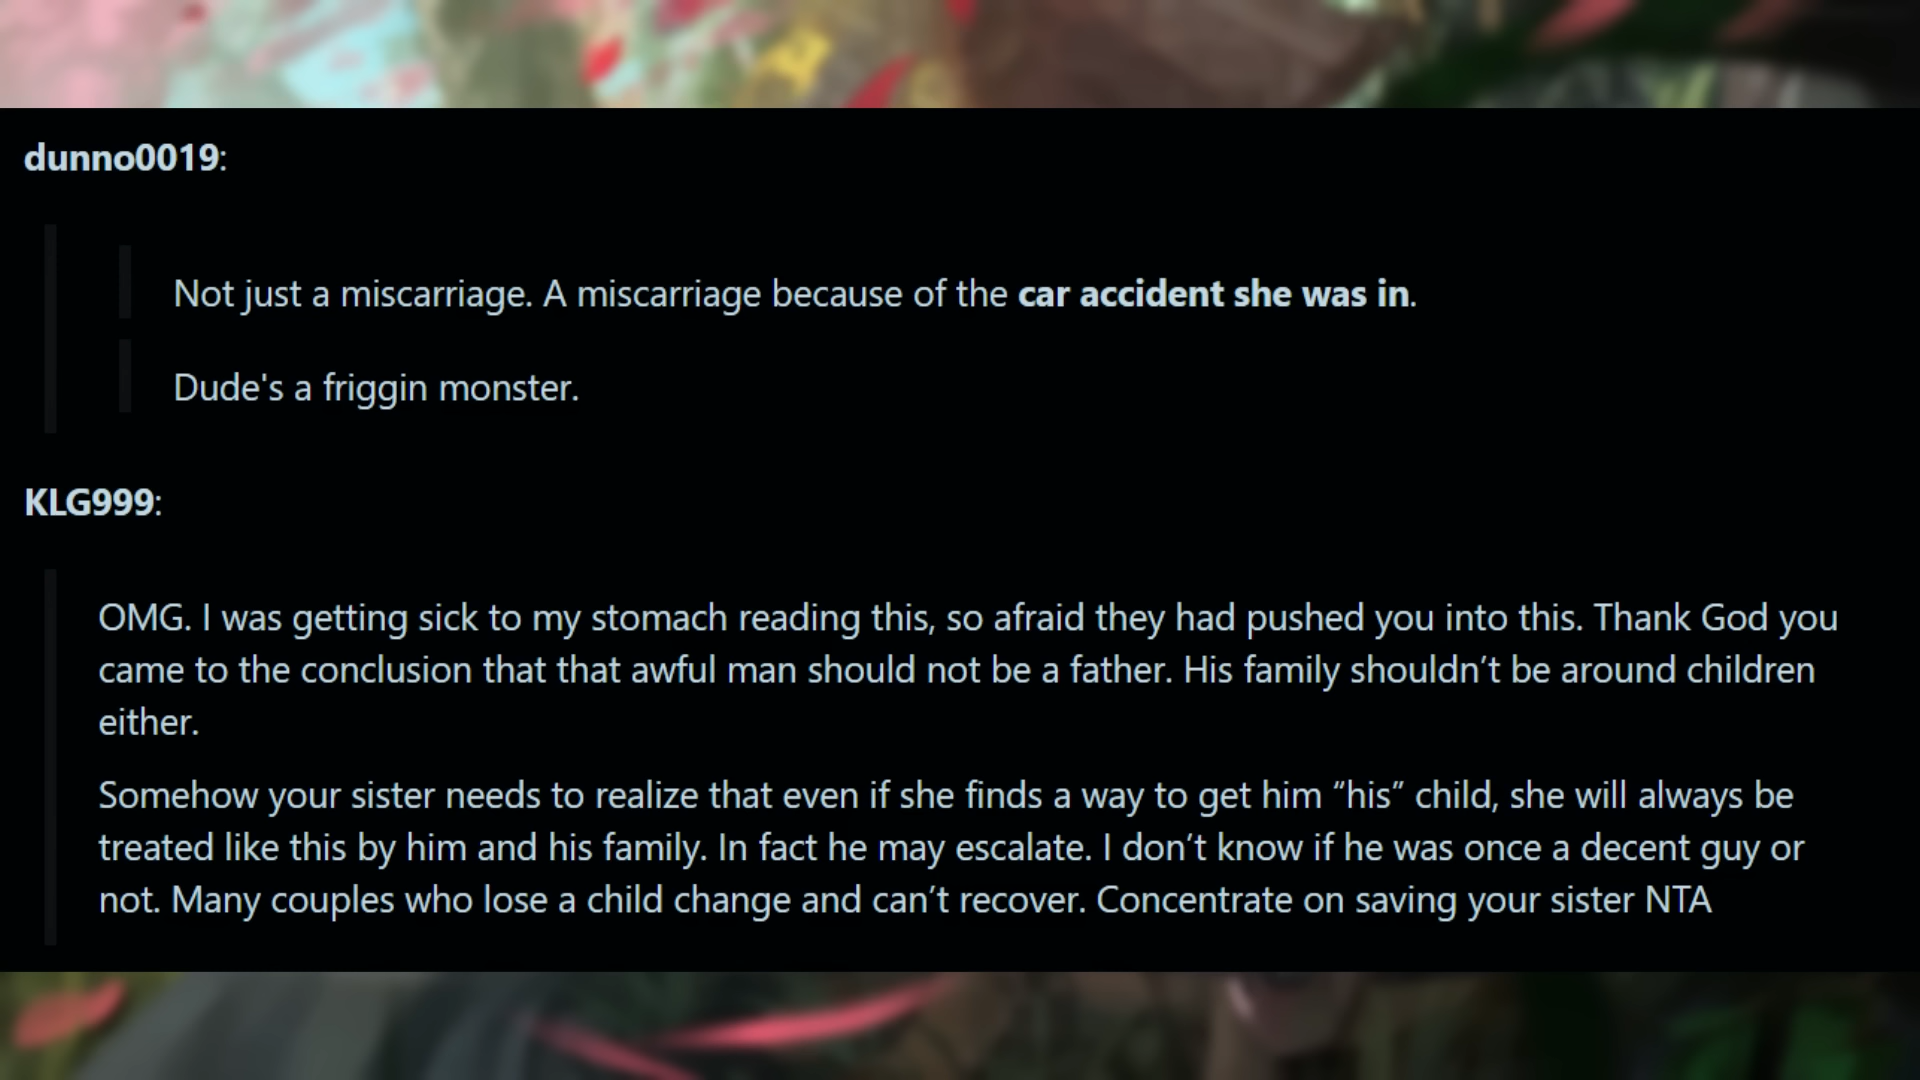 dunno0019:
Not just a miscarriage. A miscarriage because of the car accident she was in.
Dude's a friggin monster.
KLG999:
OMG. I was getting sick to my stomach reading this, so afraid they had pushed you into this. Thank God you
came to the conclusion that that awful man should not be a father. His family shouldn’t be around children
either.
Somehow your sister needs to realize that even if she finds a way to get him “his” child, she will always be
treated like this by him and his family. In fact he may escalate. I don’t know if he was once a decent guy or
not. Many couples who lose a child change and can’t recover. Concentrate on saving your sister NTA